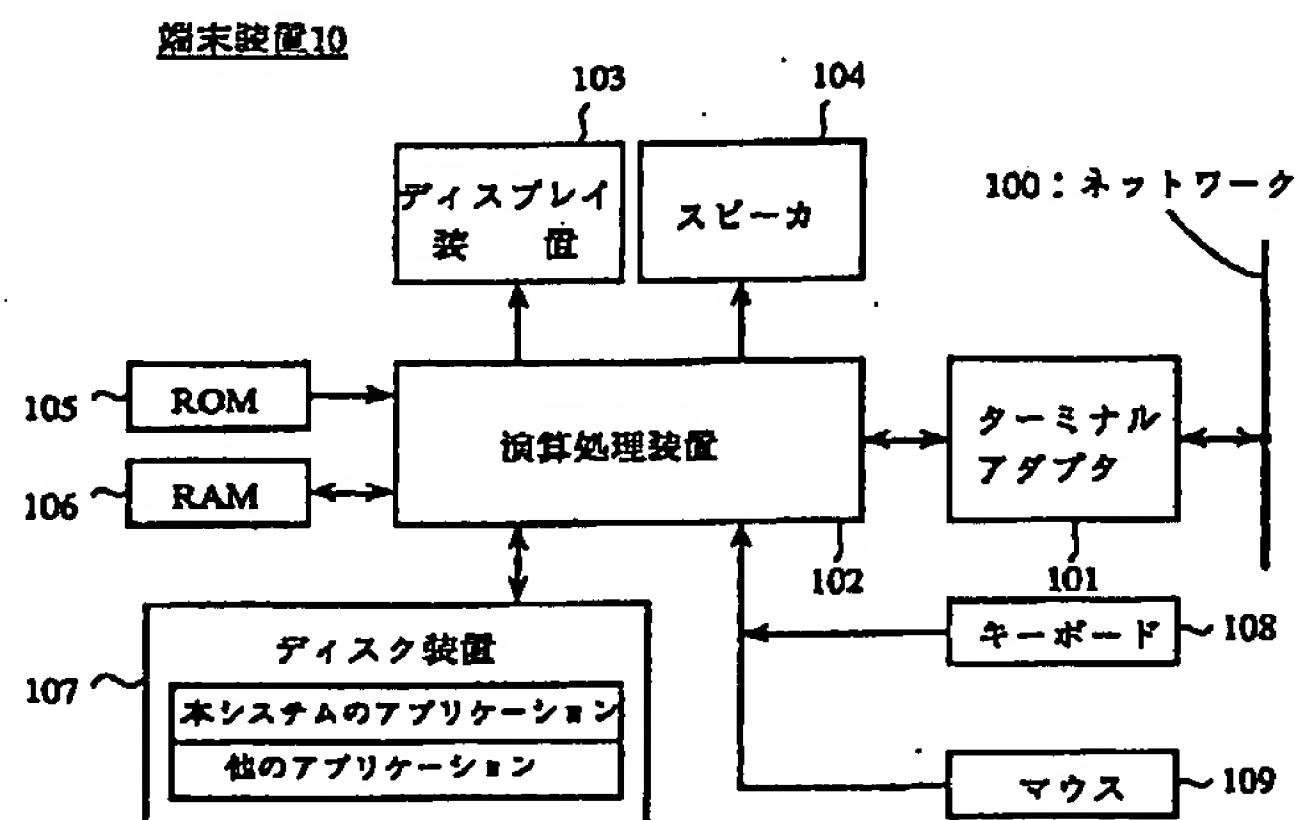 端末装置10
103
104
ディスプレイ
装 置
スピーカ
100：ネットワーク
105
ROM
演算処理装置
ターミナル
アダプタ
106
RAM
102
101
キーボード
108
ディスク装置
107
本システムのアプリケーション
他のアプリケーション
マウス
109